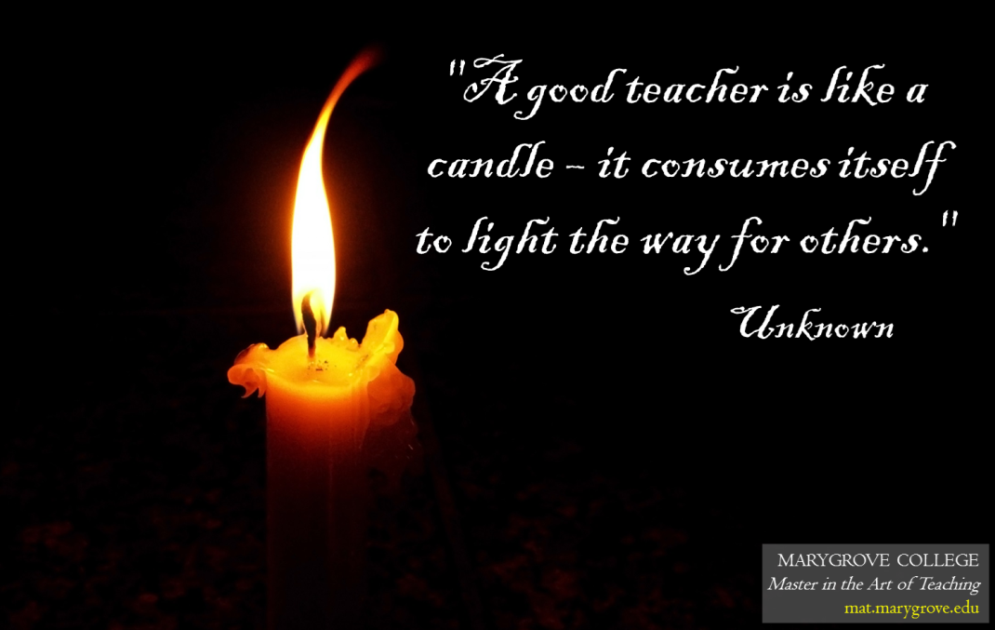 "A good teacher is like a
candle – it consumes itself
to light the way for others."
Unknown
MARYGROVE COLLEGE
Master in the Art of Teaching
mat.marygrove.edu